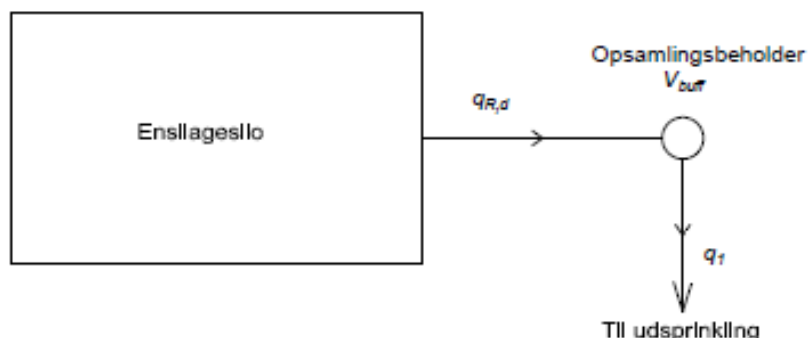 Opsamlingsbeholder
V_buff
q_R,d
Ensilagesilo
q_1
Til udsprinkling